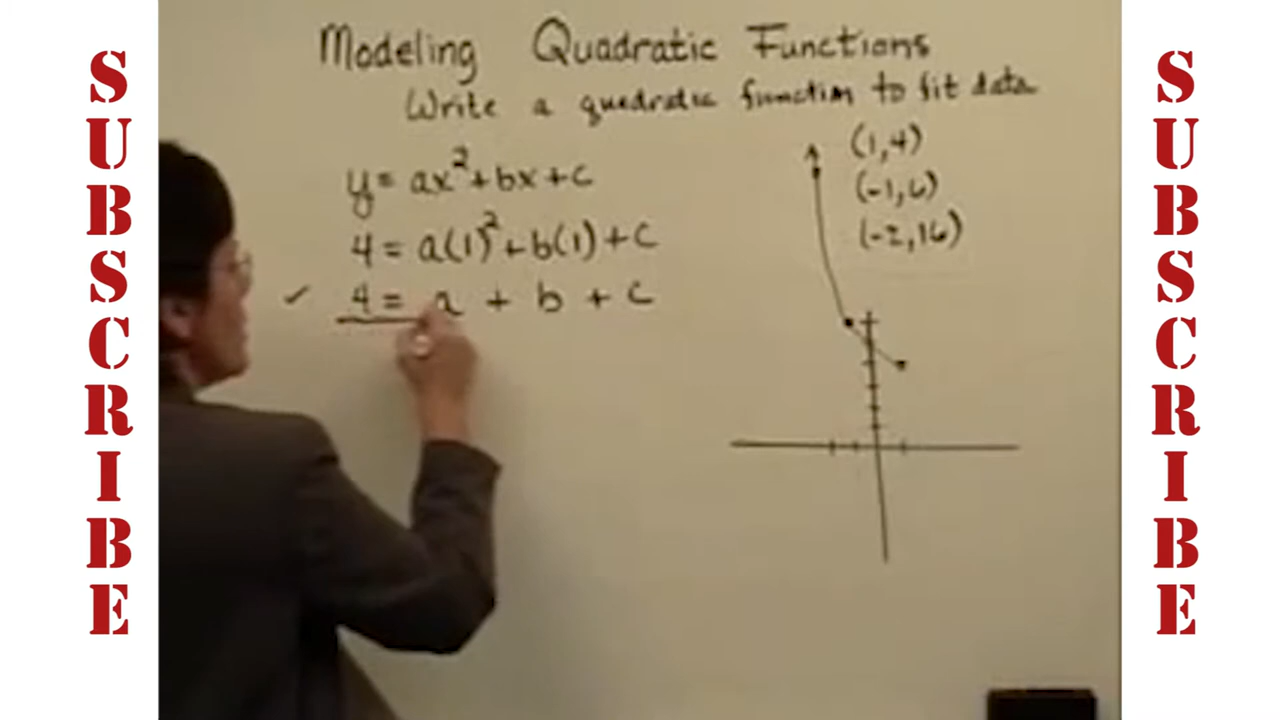 SUBSCRIBE
Modeling Quadratic Functions
Write a quadratic function to fit data
y = ax² + bx + c
4 = a(1)² + b(1) + c
✓ 4 = a + b + c
(1,4)
(-1,6)
(-2,16)
SUBSCRIBE